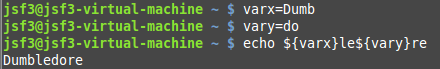 jsf3@jsf3-virtual-machine ~ $ varx=Dumb
jsf3@jsf3-virtual-machine ~ $ vary=do
jsf3@jsf3-virtual-machine ~ $ echo ${varx}le${vary}re
Dumbledore